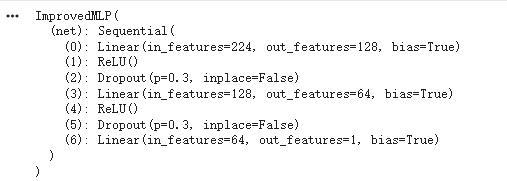 ••• ImprovedMLP(
(net): Sequential(
(0): Linear(in_features=224, out_features=128, bias=True)
(1): ReLU()
(2): Dropout(p=0.3, inplace=False)
(3): Linear(in_features=128, out_features=64, bias=True)
(4): ReLU()
(5): Dropout(p=0.3, inplace=False)
(6): Linear(in_features=64, out_features=1, bias=True)
)
)